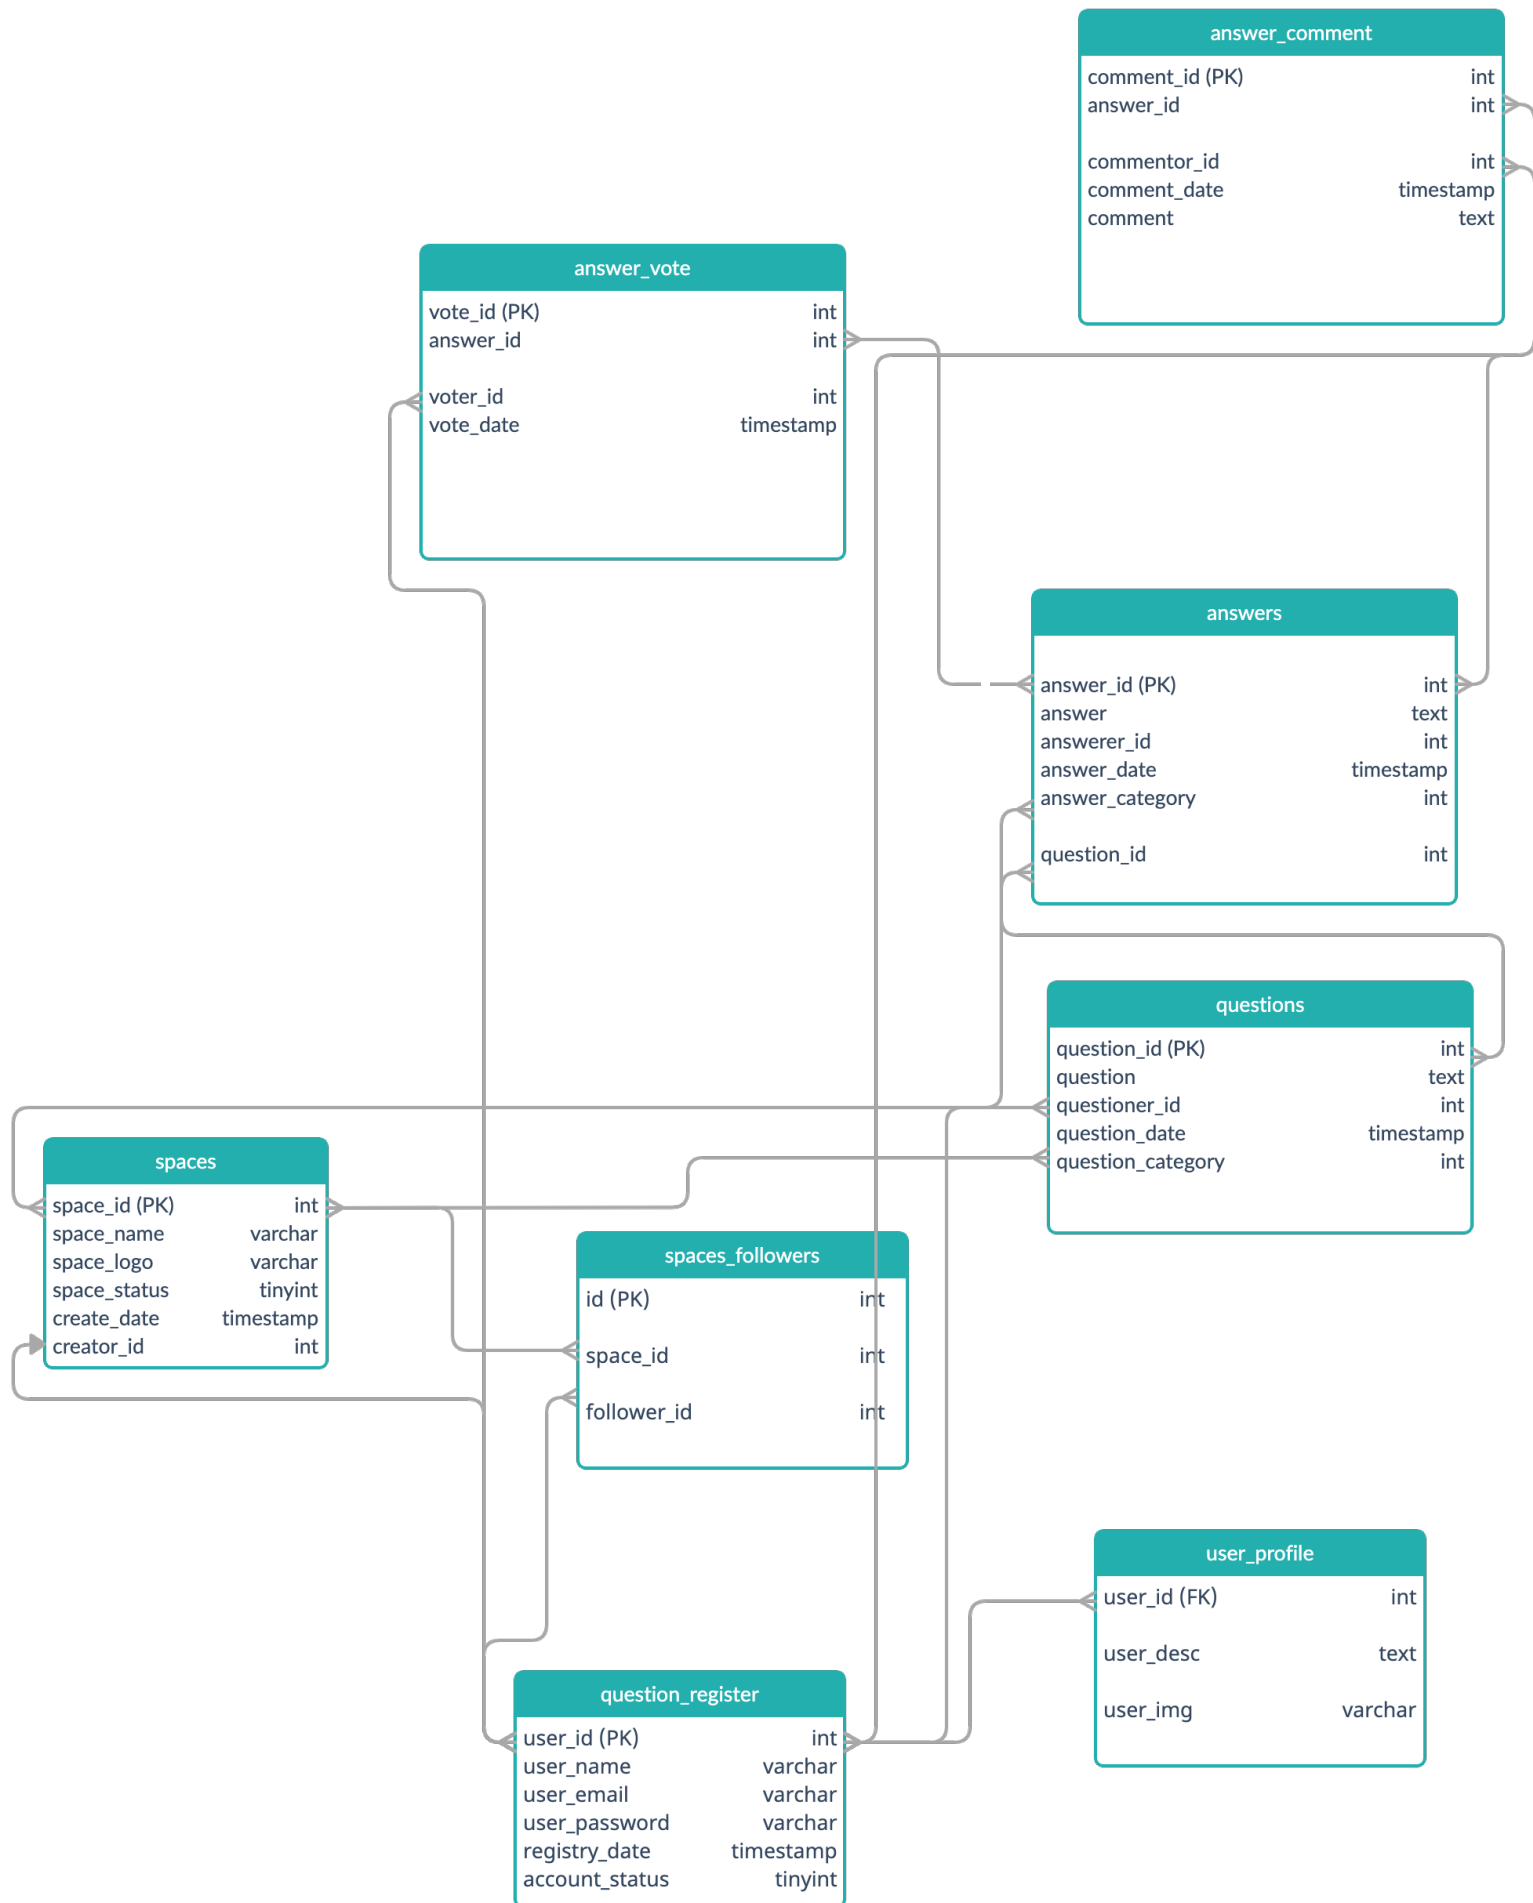 answer_comment
comment_id (PK) int
answer_id int
commentor_id int
comment_date timestamp
comment text
answer_vote
vote_id (PK) int
answer_id int
voter_id int
vote_date timestamp
answers
answer_id (PK) int
answer text
answerer_id int
answer_date timestamp
answer_category int
question_id int
questions
question_id (PK) int
question text
questioner_id int
question_date timestamp
question_category int
spaces
space_id (PK) int
space_name varchar
space_logo varchar
space_status tinyint
create_date timestamp
creator_id int
spaces_followers
id (PK) int
space_id int
follower_id int
user_profile
user_id (FK) int
user_desc text
user_img varchar
question_register
user_id (PK) int
user_name varchar
user_email varchar
user_password varchar
registry_date timestamp
account_status tinyint